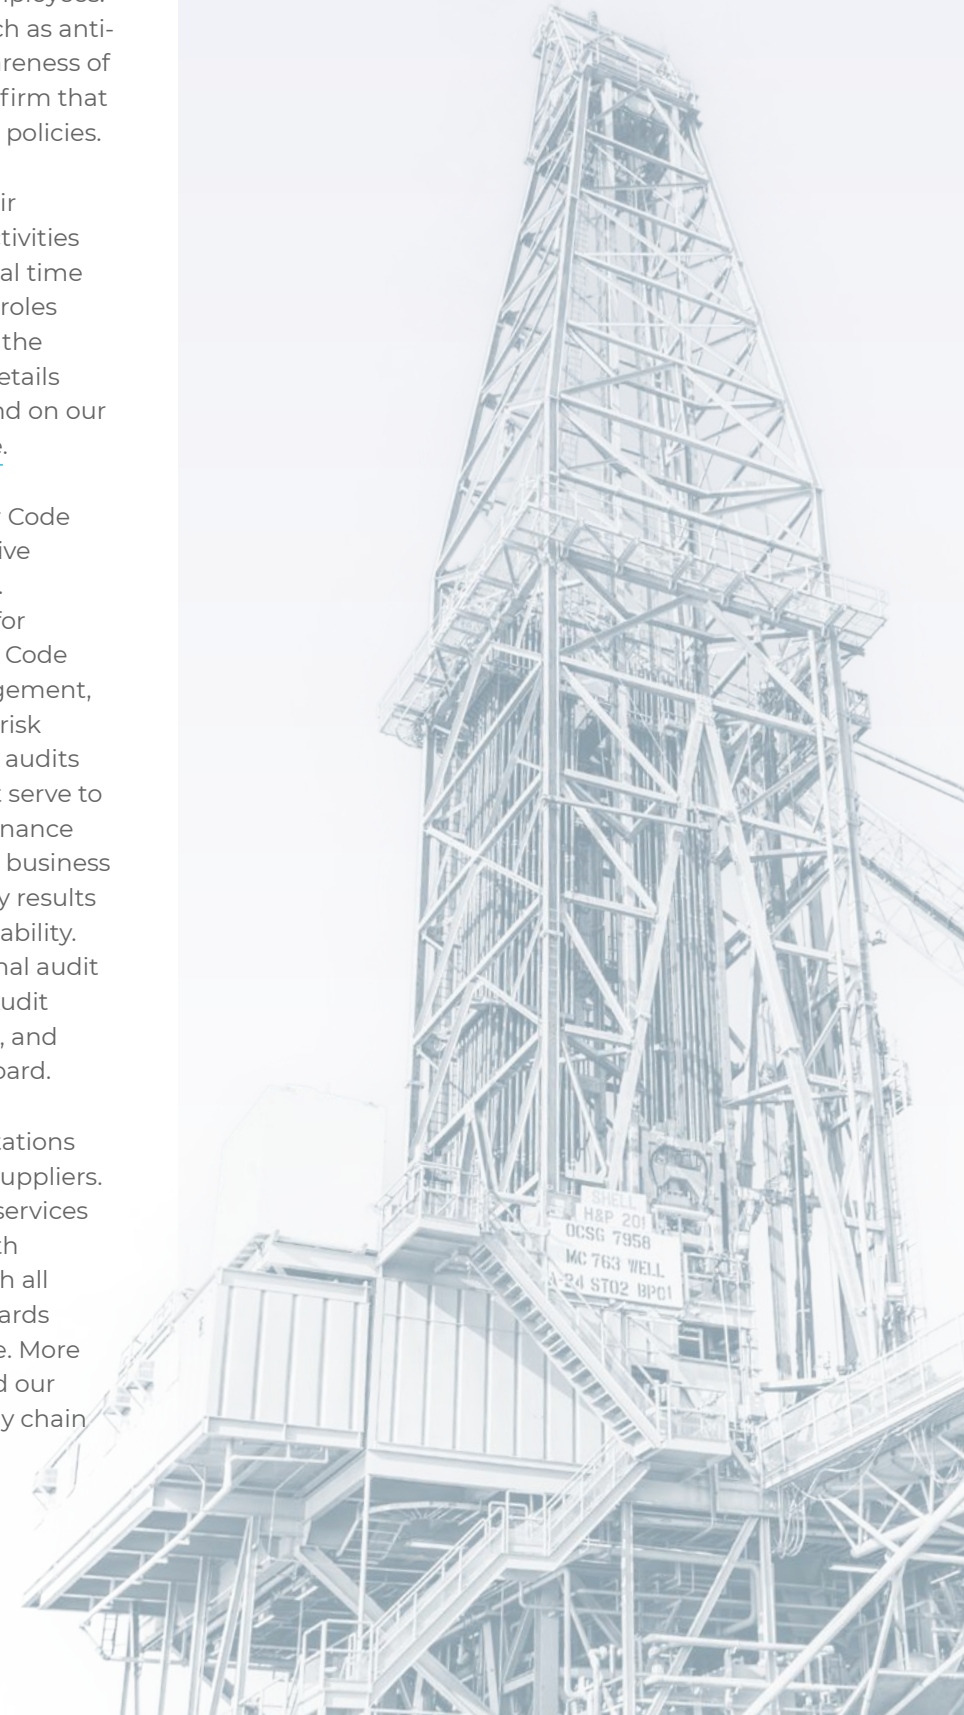 ch as anti-
reness of
firm that
policies.
ir
tivities
al time
roles
the
etails
nd on our
e.
Code
ive
.
for
Code
gement,
risk
audits
t serve to
nance
business
y results
ability.
nal audit
udit
, and
oard.
tations
uppliers.
services
th
h all
ards
e. More
d our
y chain
SHELL
H&P 201
OCSG 7958
MC 763 WELL
A-24 ST02 BP01